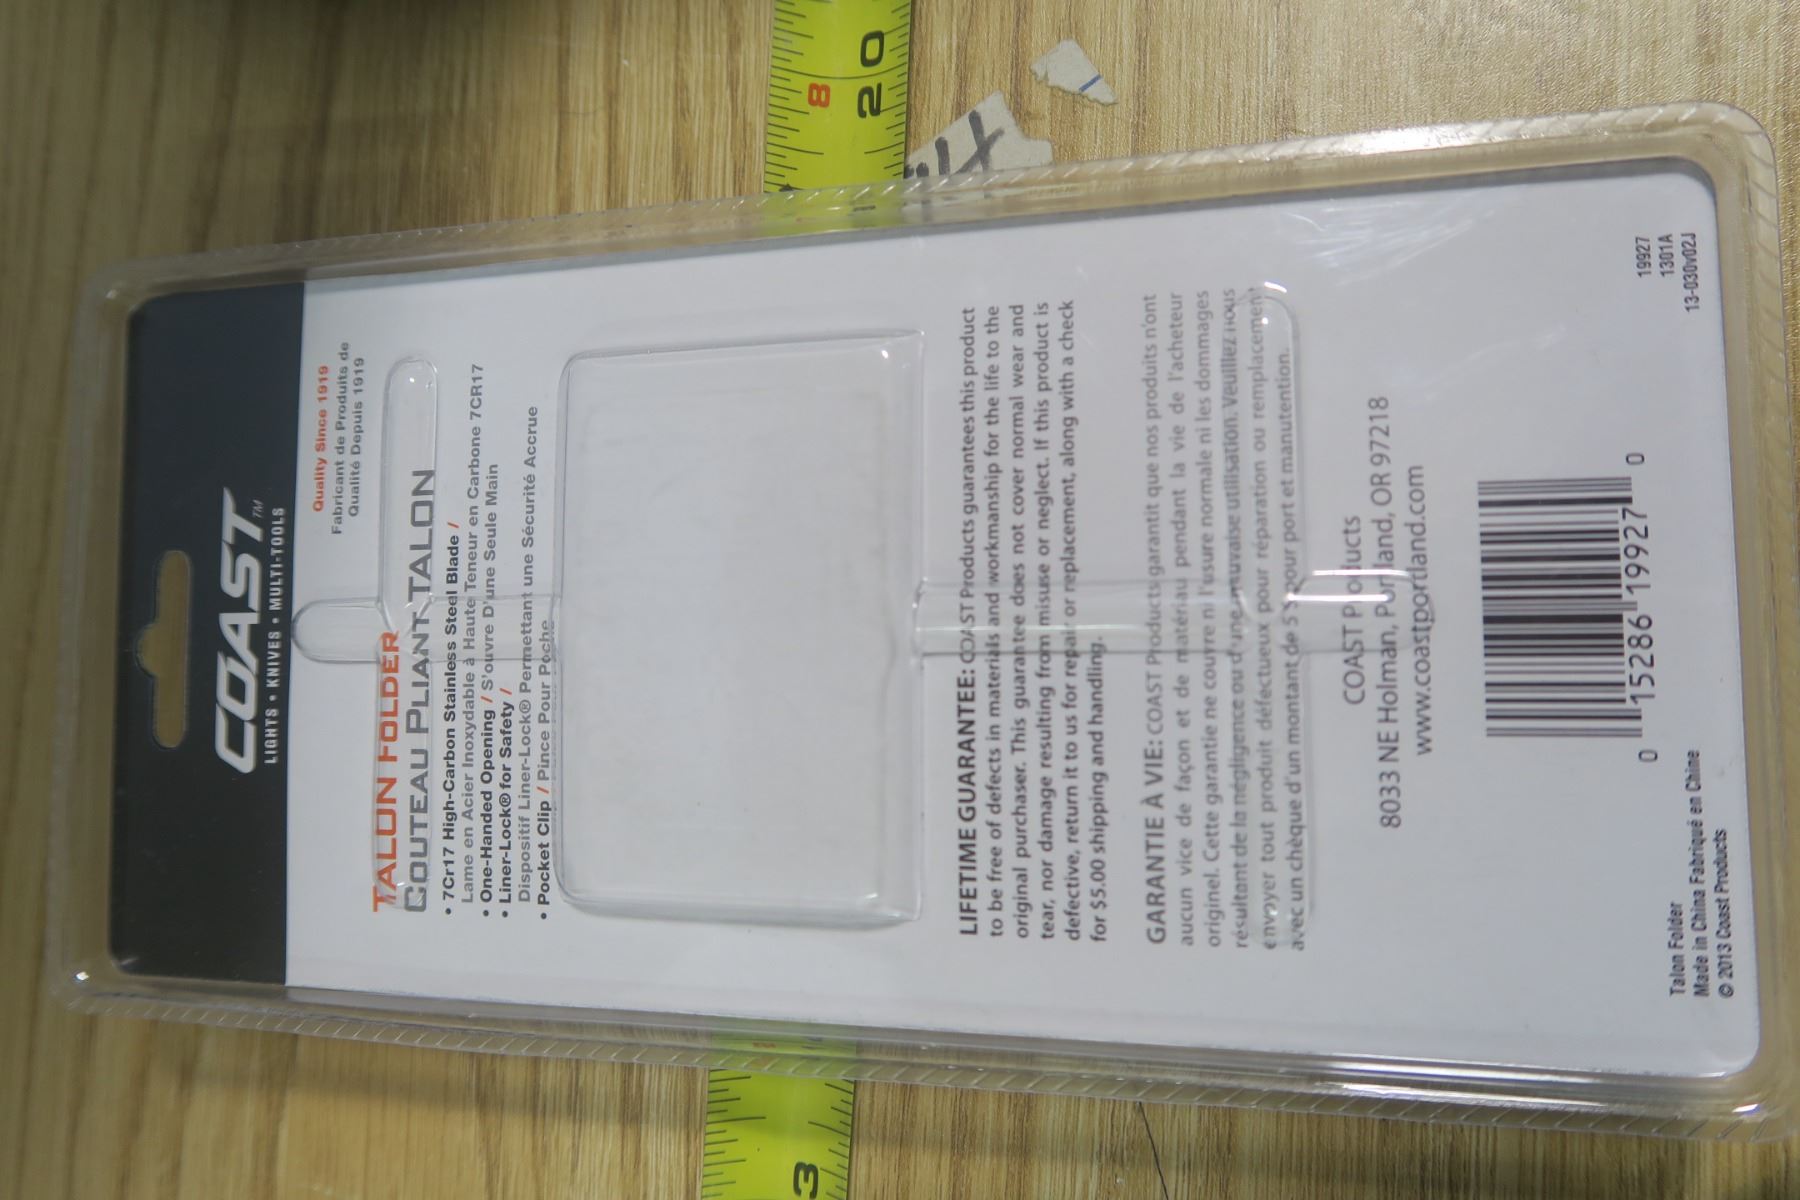 COAST™
LIGHTS • KNIVES • MULTI-TOOLS
Quality Since 1919
Fabricant de Produits de
Qualité Depuis 1919
TALON FOLDER
COUTEAU PLIANT TALON
• 7Cr17 High-Carbon Stainless Steel Blade /
Lame en Acier Inoxydable à Haute Teneur en Carbone 7CR17
• One-Handed Opening / S'ouvre D'une Seule Main
• Liner-Lock® for Safety /
Dispositif Liner-Lock® Permettant une Sécurité Accrue
• Pocket Clip / Pince Pour Poche
LIFETIME GUARANTEE: COAST Products guarantees this product
to be free of defects in materials and workmanship for the life to the
original purchaser. This guarantee does not cover normal wear and
tear, nor damage resulting from misuse or neglect. If this product is
defective, return it to us for repair or replacement, along with a check
for $5.00 shipping and handling.
GARANTIE À VIE: COAST Products garantit que nos produits n'ont
aucun vice de façon et de matériau pendant la vie de l'acheteur
originel. Cette garantie ne couvre ni l'usure normale ni les dommages
résultant de la négligence ou d'une mauvaise utilisation. Veuillez nous
envoyer tout produit défectueux pour réparation ou remplacement
avec un chèque d'un montant de 5 $ pour port et manutention.
COAST Products
8033 NE Holman, Portland, OR 97218
www.coastportland.com
0 15286 19927 0
Talon Folder
Made in China Fabriqué en Chine
© 2013 Coast Products
19927
1301A
13-030v02J
8
20
3